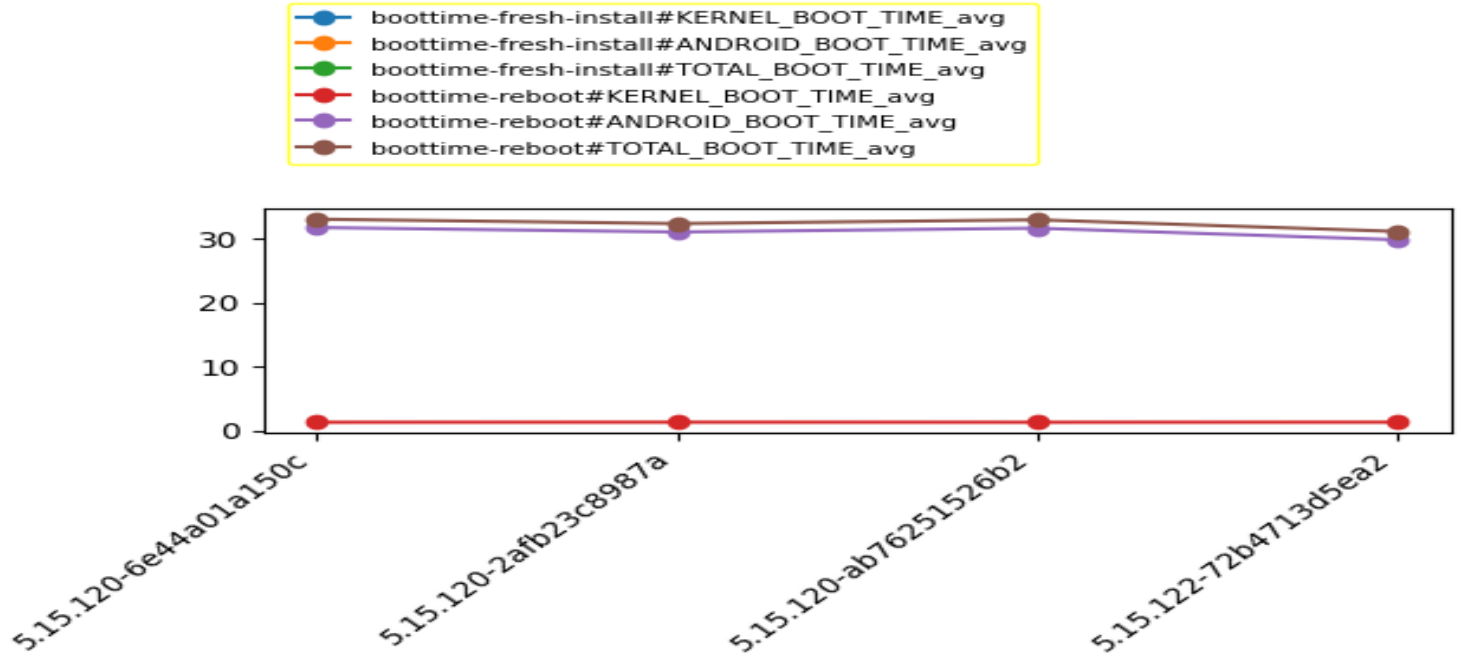 boottime-fresh-install#KERNEL_BOOT_TIME_avg
boottime-fresh-install#ANDROID_BOOT_TIME_avg
boottime-fresh-install#TOTAL_BOOT_TIME_avg
boottime-reboot#KERNEL_BOOT_TIME_avg
boottime-reboot#ANDROID_BOOT_TIME_avg
boottime-reboot#TOTAL_BOOT_TIME_avg
30
20
10
0
5.15.120-6e44a01a150c
5.15.120-2afb23c8987a
5.15.120-ab76251526b2
5.15.122-72b4713d5ea2